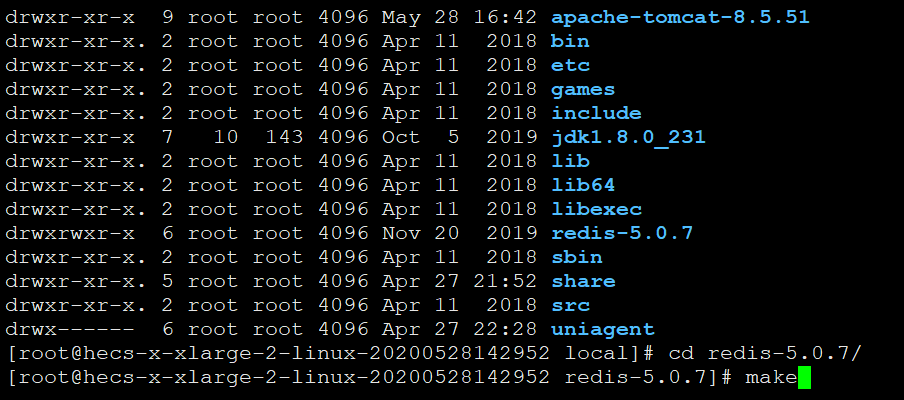 drwxr-xr-x  9 root root 4096 May 28 16:42 apache-tomcat-8.5.51
drwxr-xr-x. 2 root root 4096 Apr 11  2018 bin
drwxr-xr-x. 2 root root 4096 Apr 11  2018 etc
drwxr-xr-x. 2 root root 4096 Apr 11  2018 games
drwxr-xr-x. 2 root root 4096 Apr 11  2018 include
drwxr-xr-x  7   10  143 4096 Oct  5  2019 jdk1.8.0_231
drwxr-xr-x. 2 root root 4096 Apr 11  2018 lib
drwxr-xr-x. 2 root root 4096 Apr 11  2018 lib64
drwxr-xr-x. 2 root root 4096 Apr 11  2018 libexec
drwxrwxr-x  6 root root 4096 Nov 20  2019 redis-5.0.7
drwxr-xr-x. 2 root root 4096 Apr 11  2018 sbin
drwxr-xr-x. 5 root root 4096 Apr 27 21:52 share
drwxr-xr-x. 2 root root 4096 Apr 11  2018 src
drwx------  6 root root 4096 Apr 27 22:28 uniagent
[root@hecs-x-xlarge-2-linux-20200528142952 local]# cd redis-5.0.7/
[root@hecs-x-xlarge-2-linux-20200528142952 redis-5.0.7]# make